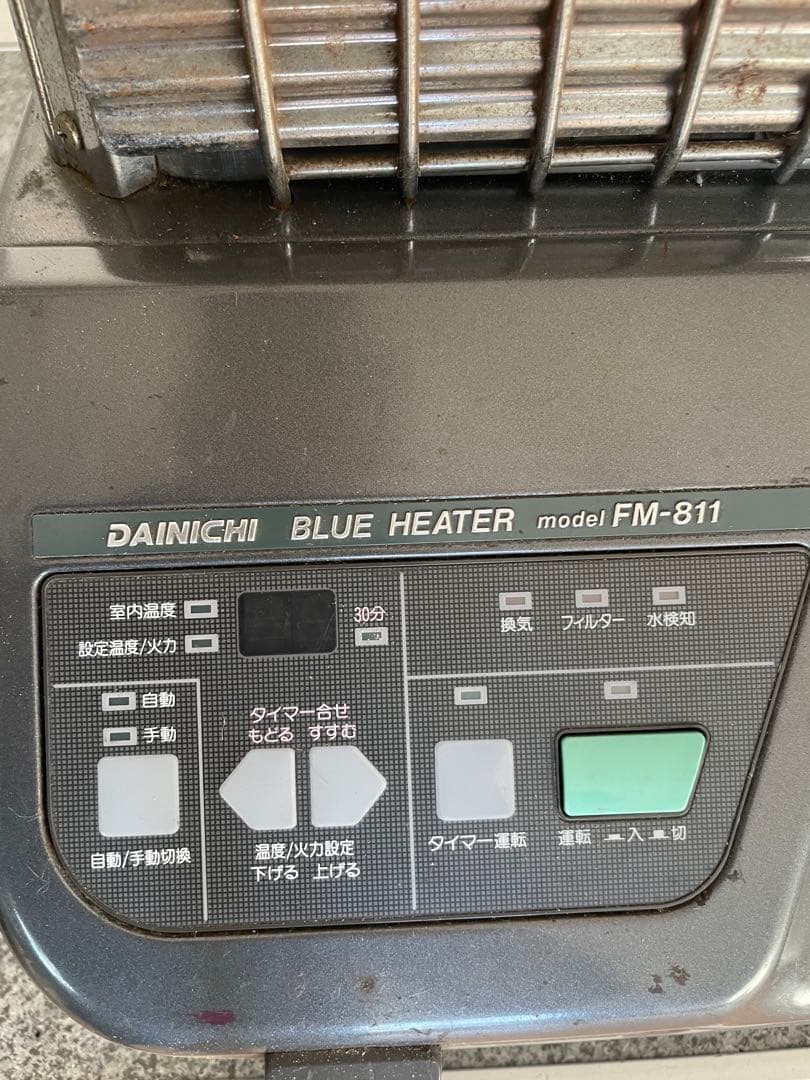 DAINICHI BLUE HEATER model FM-811
室内温度
設定温度/火力
30分
換気 フィルター 水検知
自動
手動
自動/手動切換
タイマー合せ
もどる すすむ
温度/火力設定
下げる 上げる
タイマー運転
運転 入 切